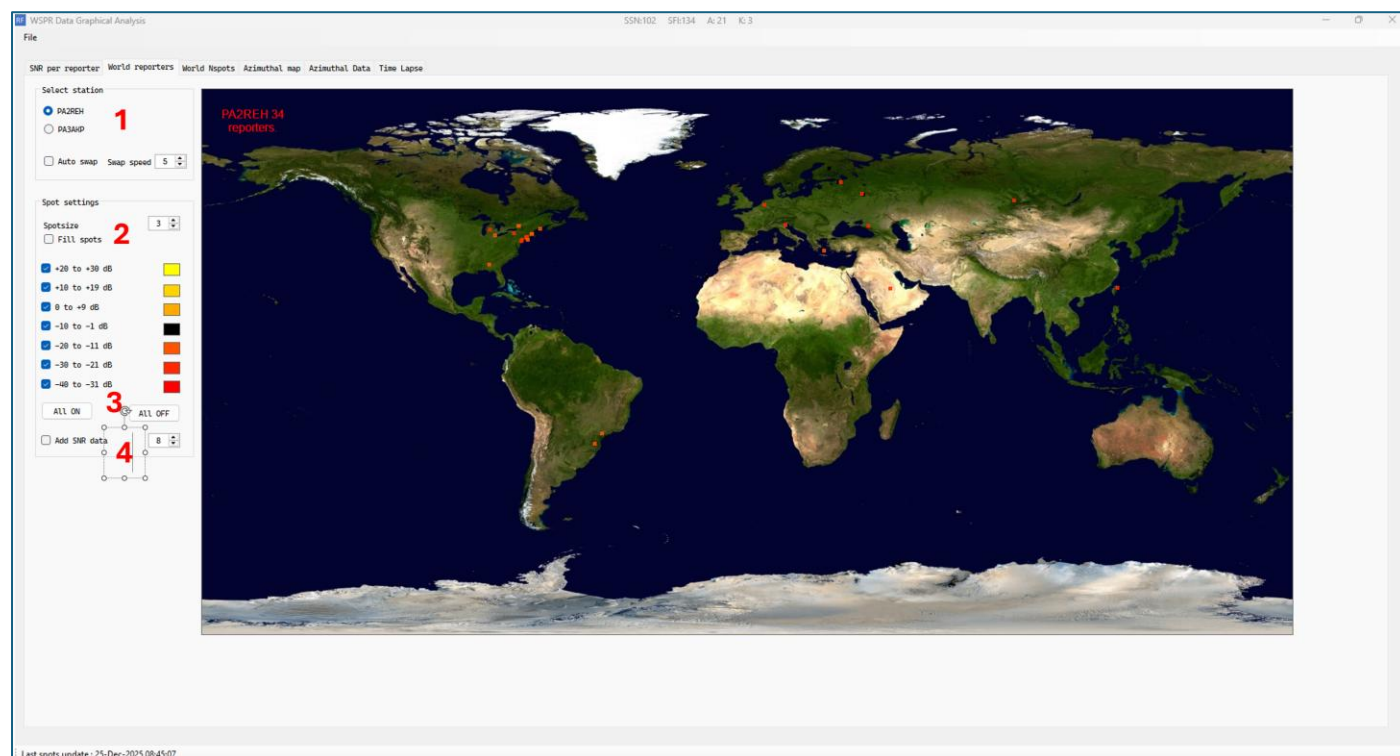 RF WSPR Data Graphical Analysis SSN:102 SFI:134 A: 21 K: 3
File
SNR per reporter World reporters World Nspots Azimuthal map Azimuthal Data Time Lapse
Select station
PA2REH
1
PA3AHP
Auto swap Swap speed 5
PA2REH 34
reporters
Spot settings
Spotsize 3
2
Fill spots
+20 to +30 dB
+10 to +19 dB
0 to +9 dB
-10 to -1 dB
-20 to -11 dB
-30 to -21 dB
-40 to -31 dB
3
All ON All OFF
Add SNR data 8
4
Last spots update : 25-Dec-2025 08:45:07